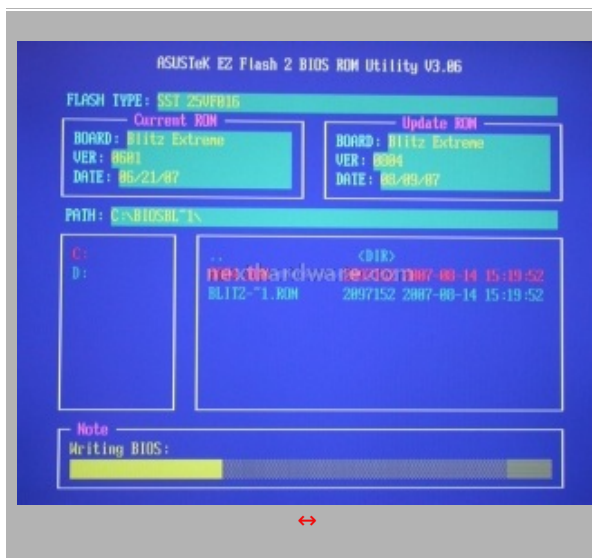 ASUSTek EZ Flash 2 BIOS ROM Utility V3.06
FLASH TYPE: SST 25VF016
Current ROM
BOARD: Blitz Extreme
VER: 0601
DATE: 06/21/07
Update ROM
BOARD: Blitz Extreme
VER: 0804
DATE: 08/09/07
PATH: C:\BIOSBL~1\
C:
D:
.. <DIR>
2007-08-14 15:19:52
nexthardware.com
BLITZ-~1.ROM 2097152 2007-08-14 15:19:52
Note
Writing BIOS: